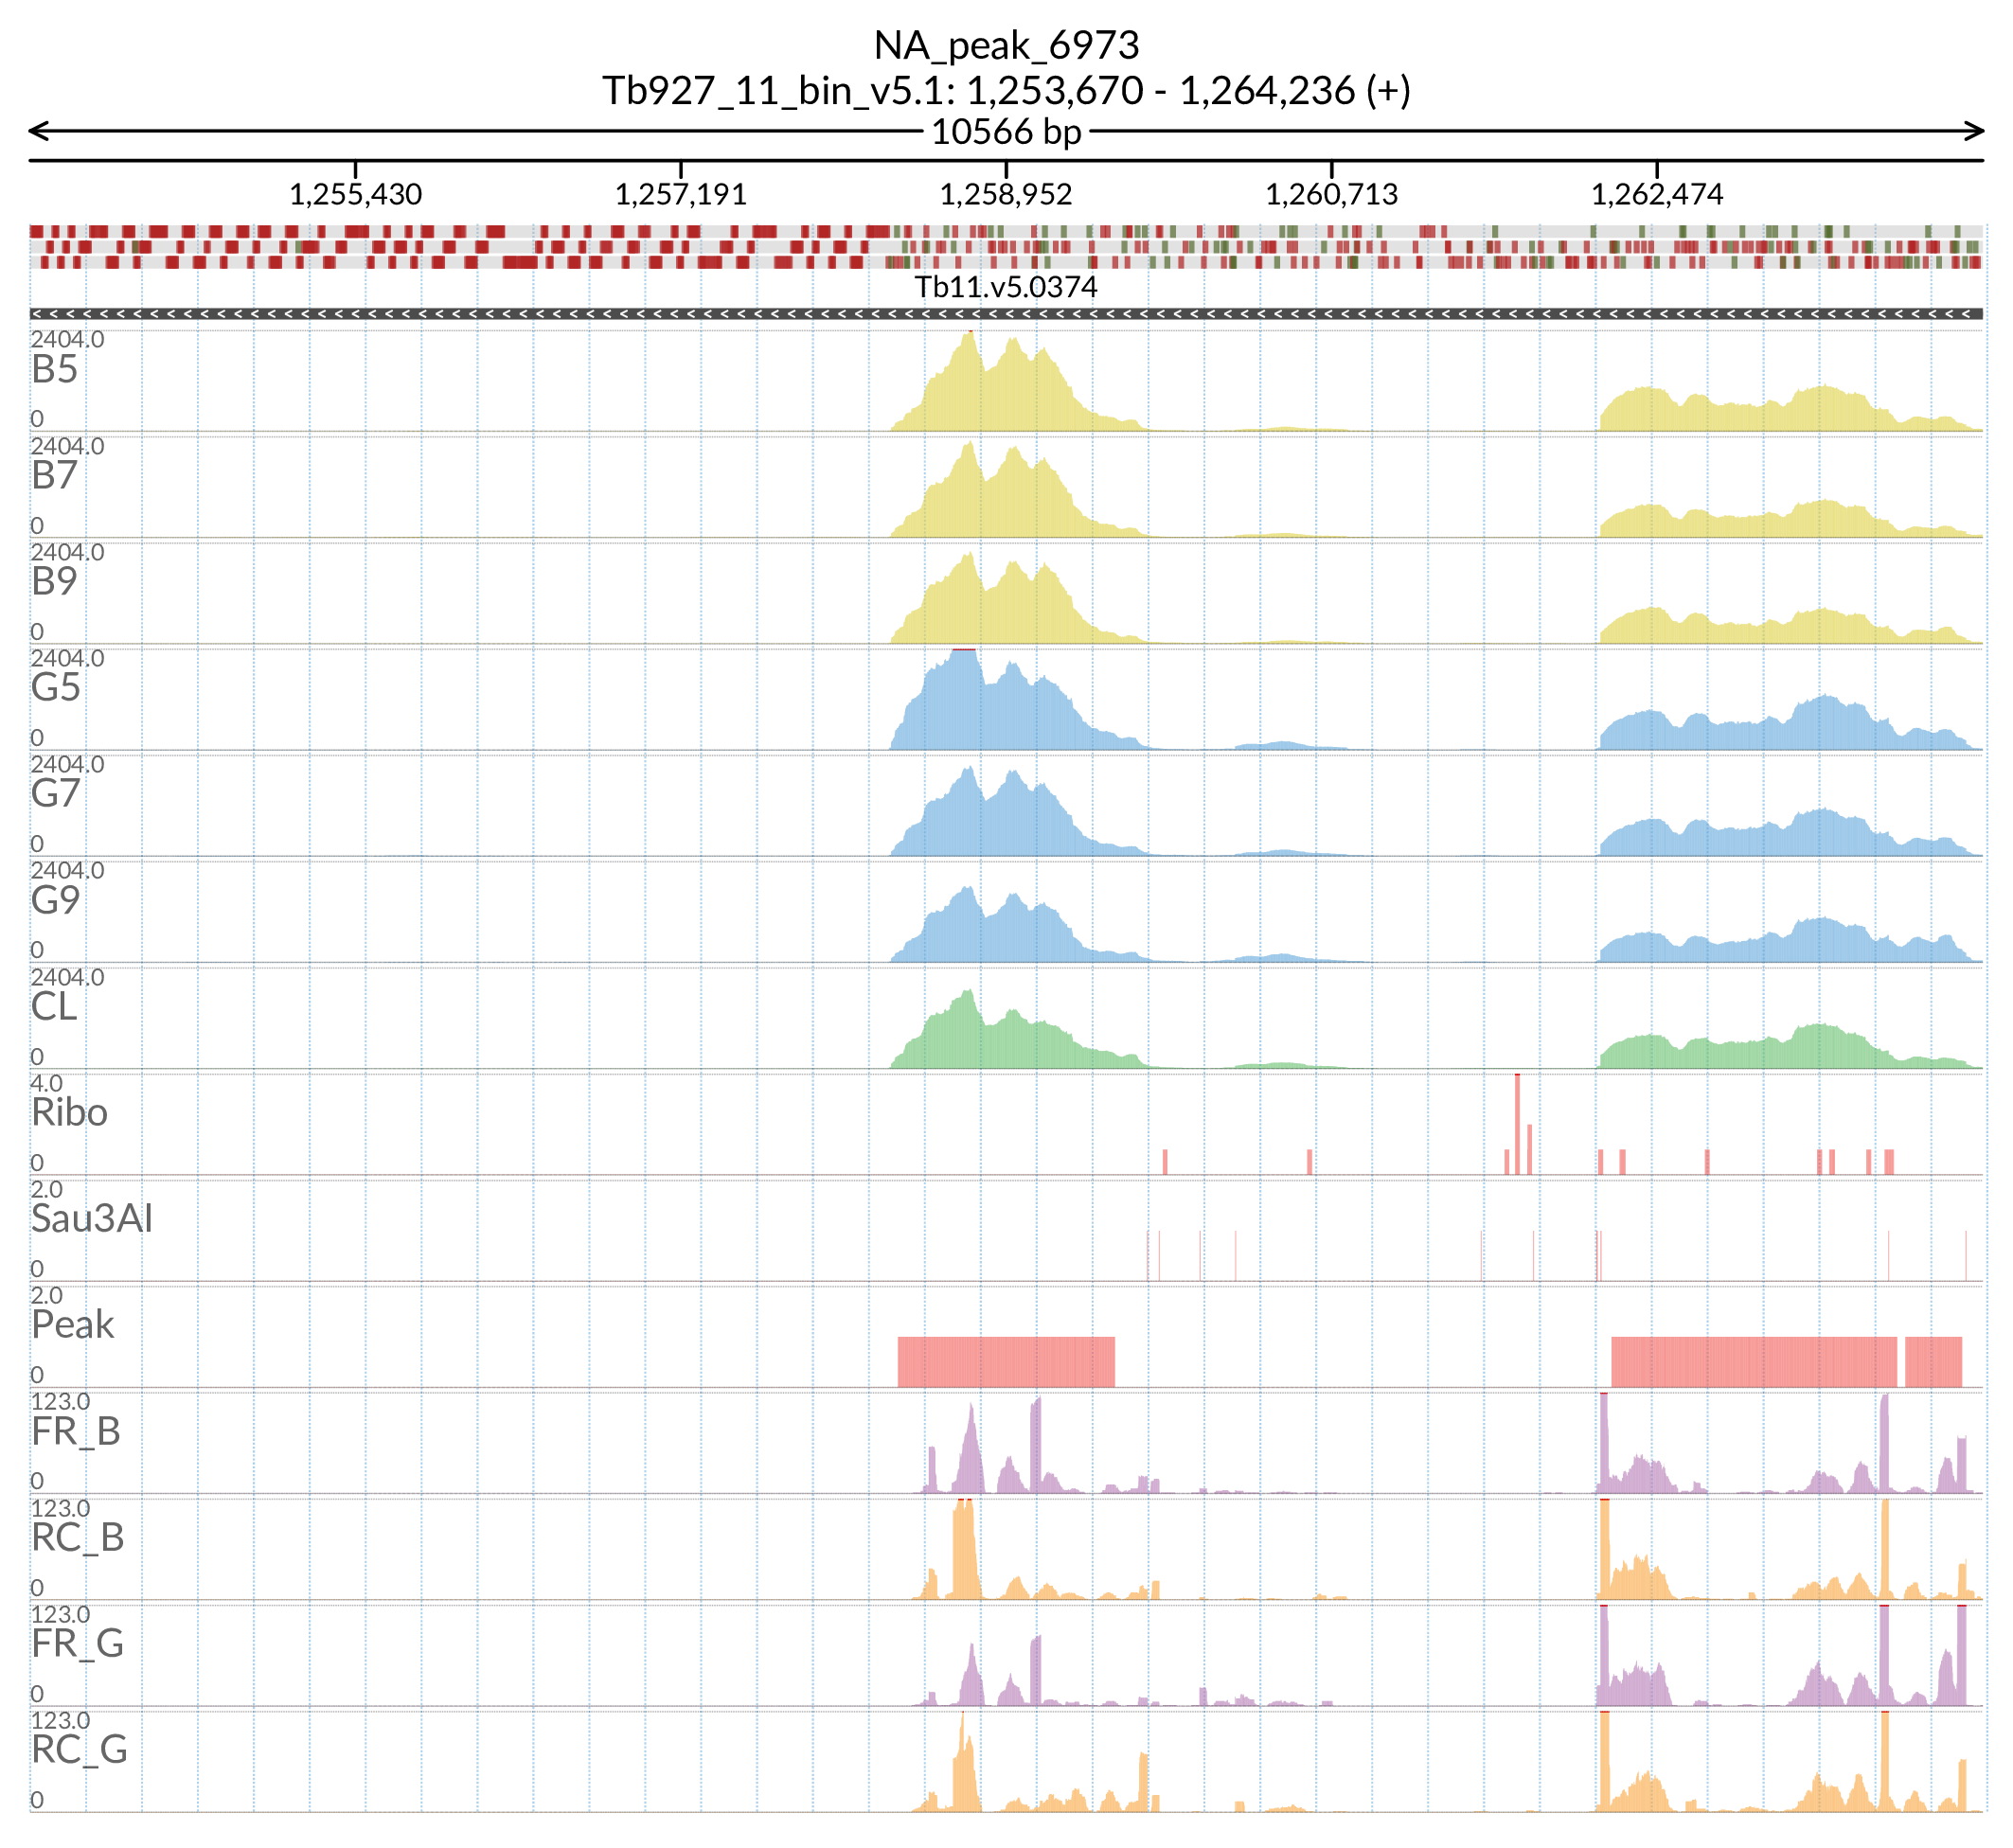 NA_peak_6973
Tb927_11_bin_v5.1: 1,253,670 - 1,264,236 (+)
10566 bp
1,255,430 1,257,191 1,258,952 1,260,713 1,262,474
Tb11.v5.0374
2404.0
B5
0
2404.0
B7
0
2404.0
B9
0
2404.0
G5
0
2404.0
G7
0
2404.0
G9
0
2404.0
CL
0
4.0
Ribo
0
2.0
Sau3AI
0
2.0
Peak
0
123.0
FR_B
0
123.0
RC_B
0
123.0
FR_G
0
123.0
RC_G
0